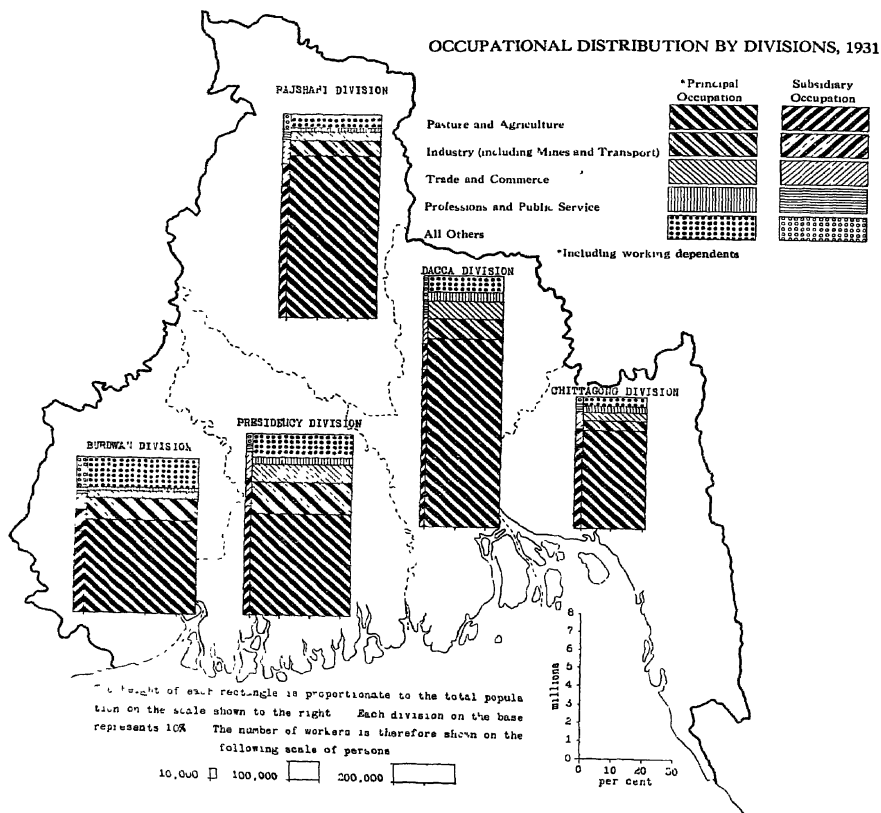 OCCUPATIONAL DISTRIBUTION BY DIVISIONS, 1931
*Principal Occupation
Subsidiary Occupation
Pasture and Agriculture
Industry (including Mines and Transport)
Trade and Commerce
Professions and Public Service
All Others
*Including working dependents
RAJSHAHI DIVISION
DACCA DIVISION
CHITTAGONG DIVISION
PRESIDENCY DIVISION
BURDWAN DIVISION
height of each rectangle is proportionate to the total popula
tion on the scale shown to the right Each division on the base
represents 10% The number of workers is therefore shown on the
following scale of persons
10,000 100,000 200,000
millions
8
7
6
5
4
3
2
1
0
0 10 20 30
per cent